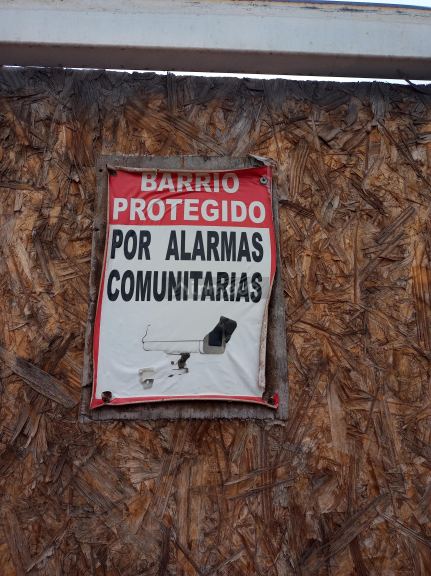 BARRIO
PROTEGIDO
POR ALARMAS
COMUNITARIAS